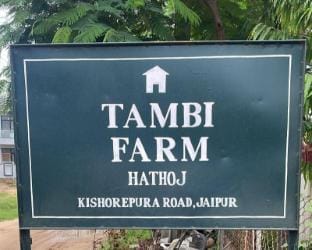 TAMBI
FARM
HATHOJ
KISHOREPURA ROAD, JAIPUR